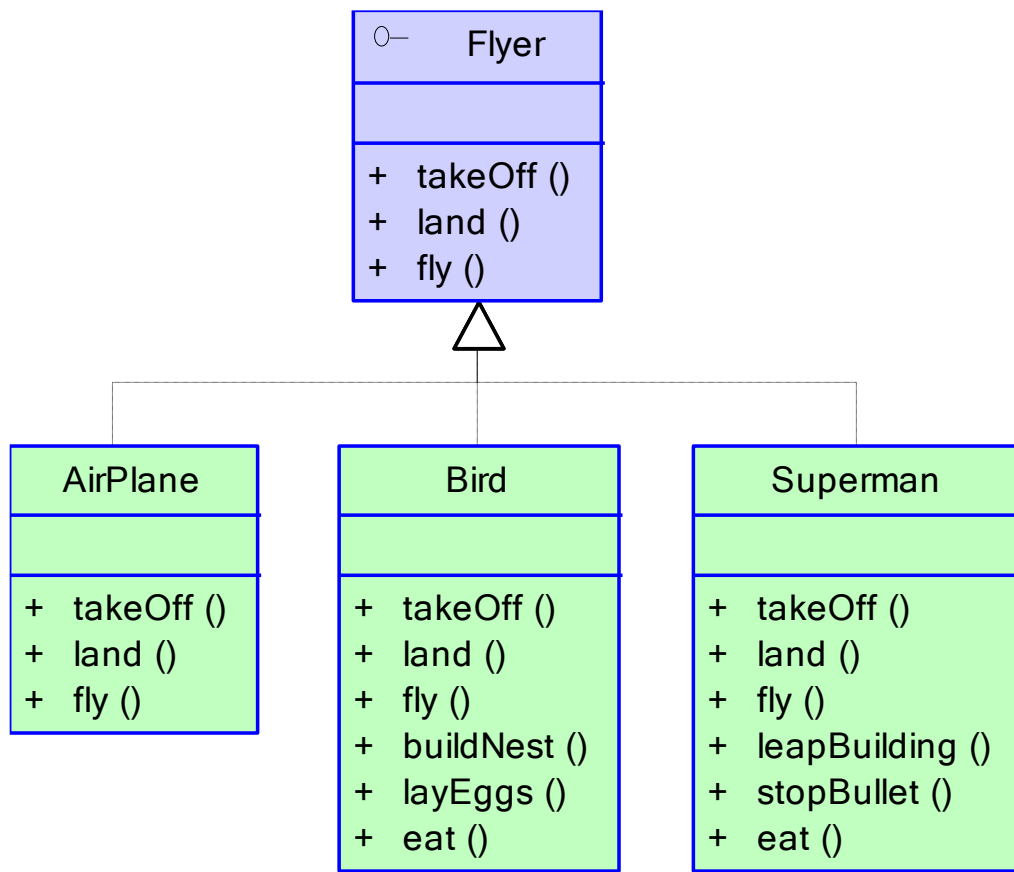 Flyer
+ takeOff ()
+ land ()
+ fly ()
AirPlane
+ takeOff ()
+ land ()
+ fly ()
Bird
+ takeOff ()
+ land ()
+ fly ()
+ buildNest ()
+ layEggs ()
+ eat ()
Superman
+ takeOff ()
+ land ()
+ fly ()
+ leapBuilding ()
+ stopBullet ()
+ eat ()